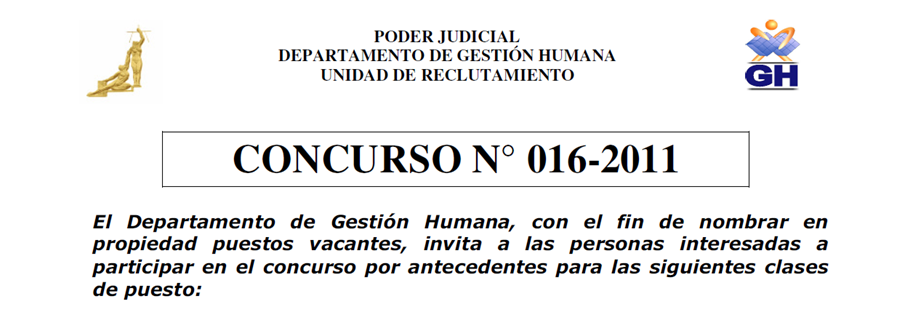 PODER JUDICIAL
DEPARTAMENTO DE GESTIÓN HUMANA
UNIDAD DE RECLUTAMIENTO
GH
CONCURSO N° 016-2011
El Departamento de Gestión Humana, con el fin de nombrar en
propiedad puestos vacantes, invita a las personas interesadas a
participar en el concurso por antecedentes para las siguientes clases
de puesto: